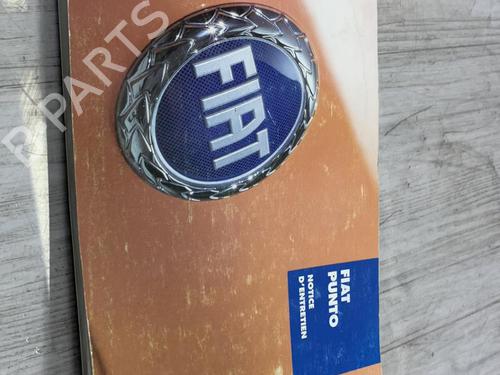 FIAT
FIAT
PUNTO
NOTICE
D'ENTRETIEN
R PARTS